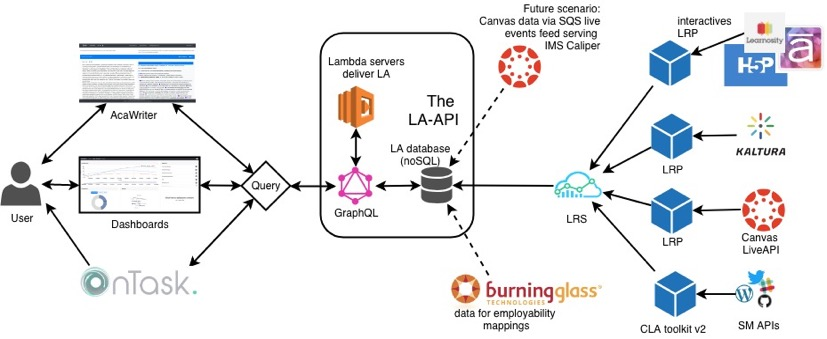 Future scenario:
Canvas data via SQS live
events feed serving
IMS Caliper
interactives
LRP
Learnosity
H5P
ā
Lambda servers
deliver LA
The
LA-API
AcaWriter
LA database
(noSQL)
LRP
KALTURA
User
Query
GraphQL
LRS
Dashboards
LRP
Canvas
LiveAPI
OnTask.
burningglass®
TECHNOLOGIES
data for employability
mappings
CLA toolkit v2
SM APIs